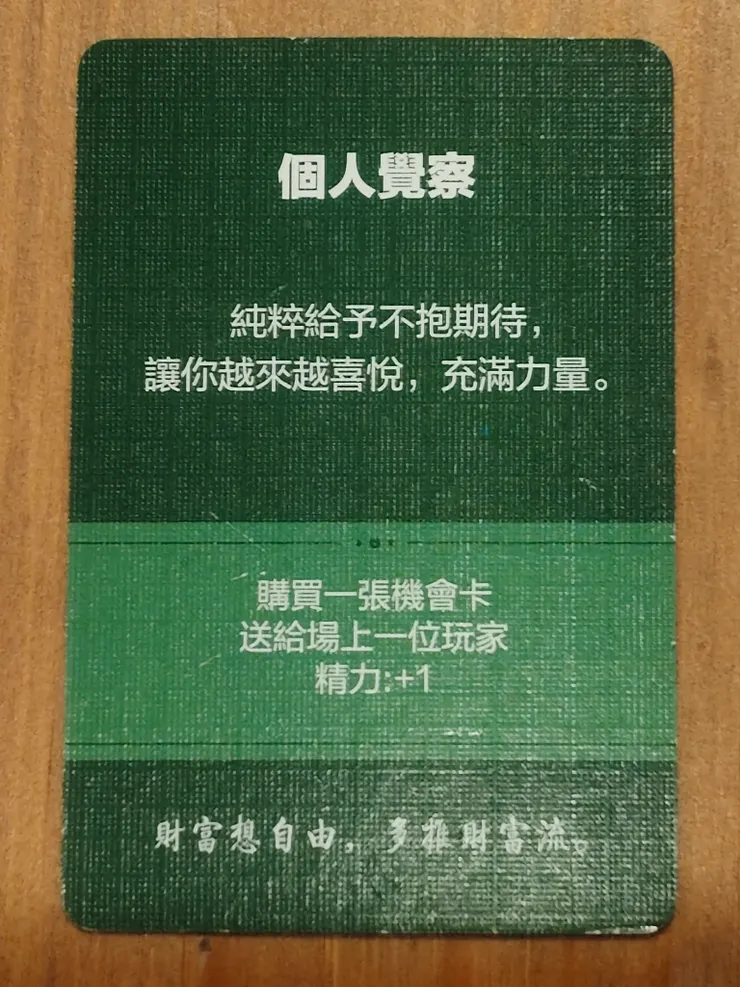 個人覺察
純粹給予不抱期待，
讓你越來越喜悅，充滿力量。
購買一張機會卡
送給場上一位玩家
精力:+1
財富想自由，多推財富流。